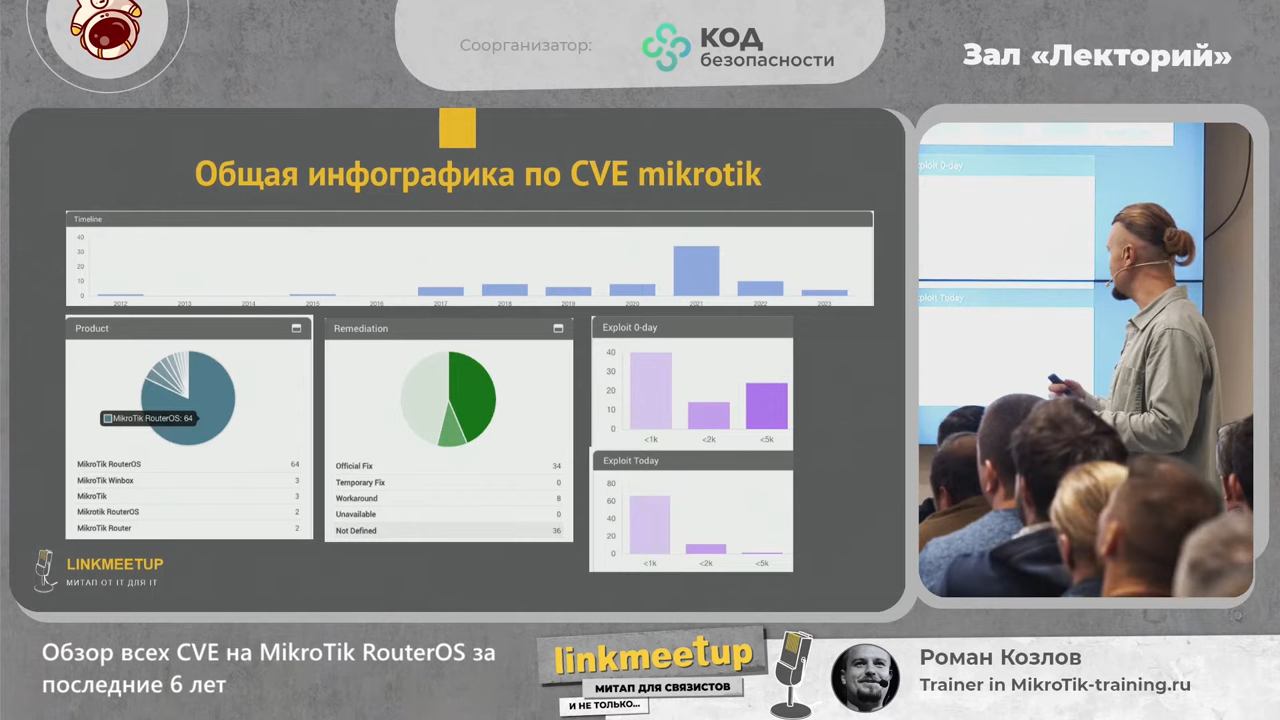 Соорганизатор:
КОД
безопасности
Зал «Лекторий»
Общая инфографика по CVE mikrotik
Timeline
40
30
20
10
0
2012 2013 2014 2015 2016 2017 2018 2019 2020 2021 2022 2023
Product
MikroTik RouterOS: 64
MikroTik RouterOS 64
MikroTik Winbox 3
MikroTik 3
Mikrotik RouterOS 2
MikroTik Router 2
Remediation
Official Fix 34
Temporary Fix 0
Workaround 8
Unavailable 0
Not Defined 36
Exploit 0-day
40
30
20
10
0
<1k <2k <5k
Exploit Today
80
60
40
20
0
<1k <2k <5k
LINKMEETUP
МИТАП ОТ IT ДЛЯ IT
ploit 0-day
ploit Today
Обзор всех CVE на MikroTik RouterOS за
последние 6 лет
linkmeetup
МИТАП ДЛЯ СВЯЗИСТОВ
И НЕ ТОЛЬКО...
Роман Козлов
Trainer in MikroTik-training.ru